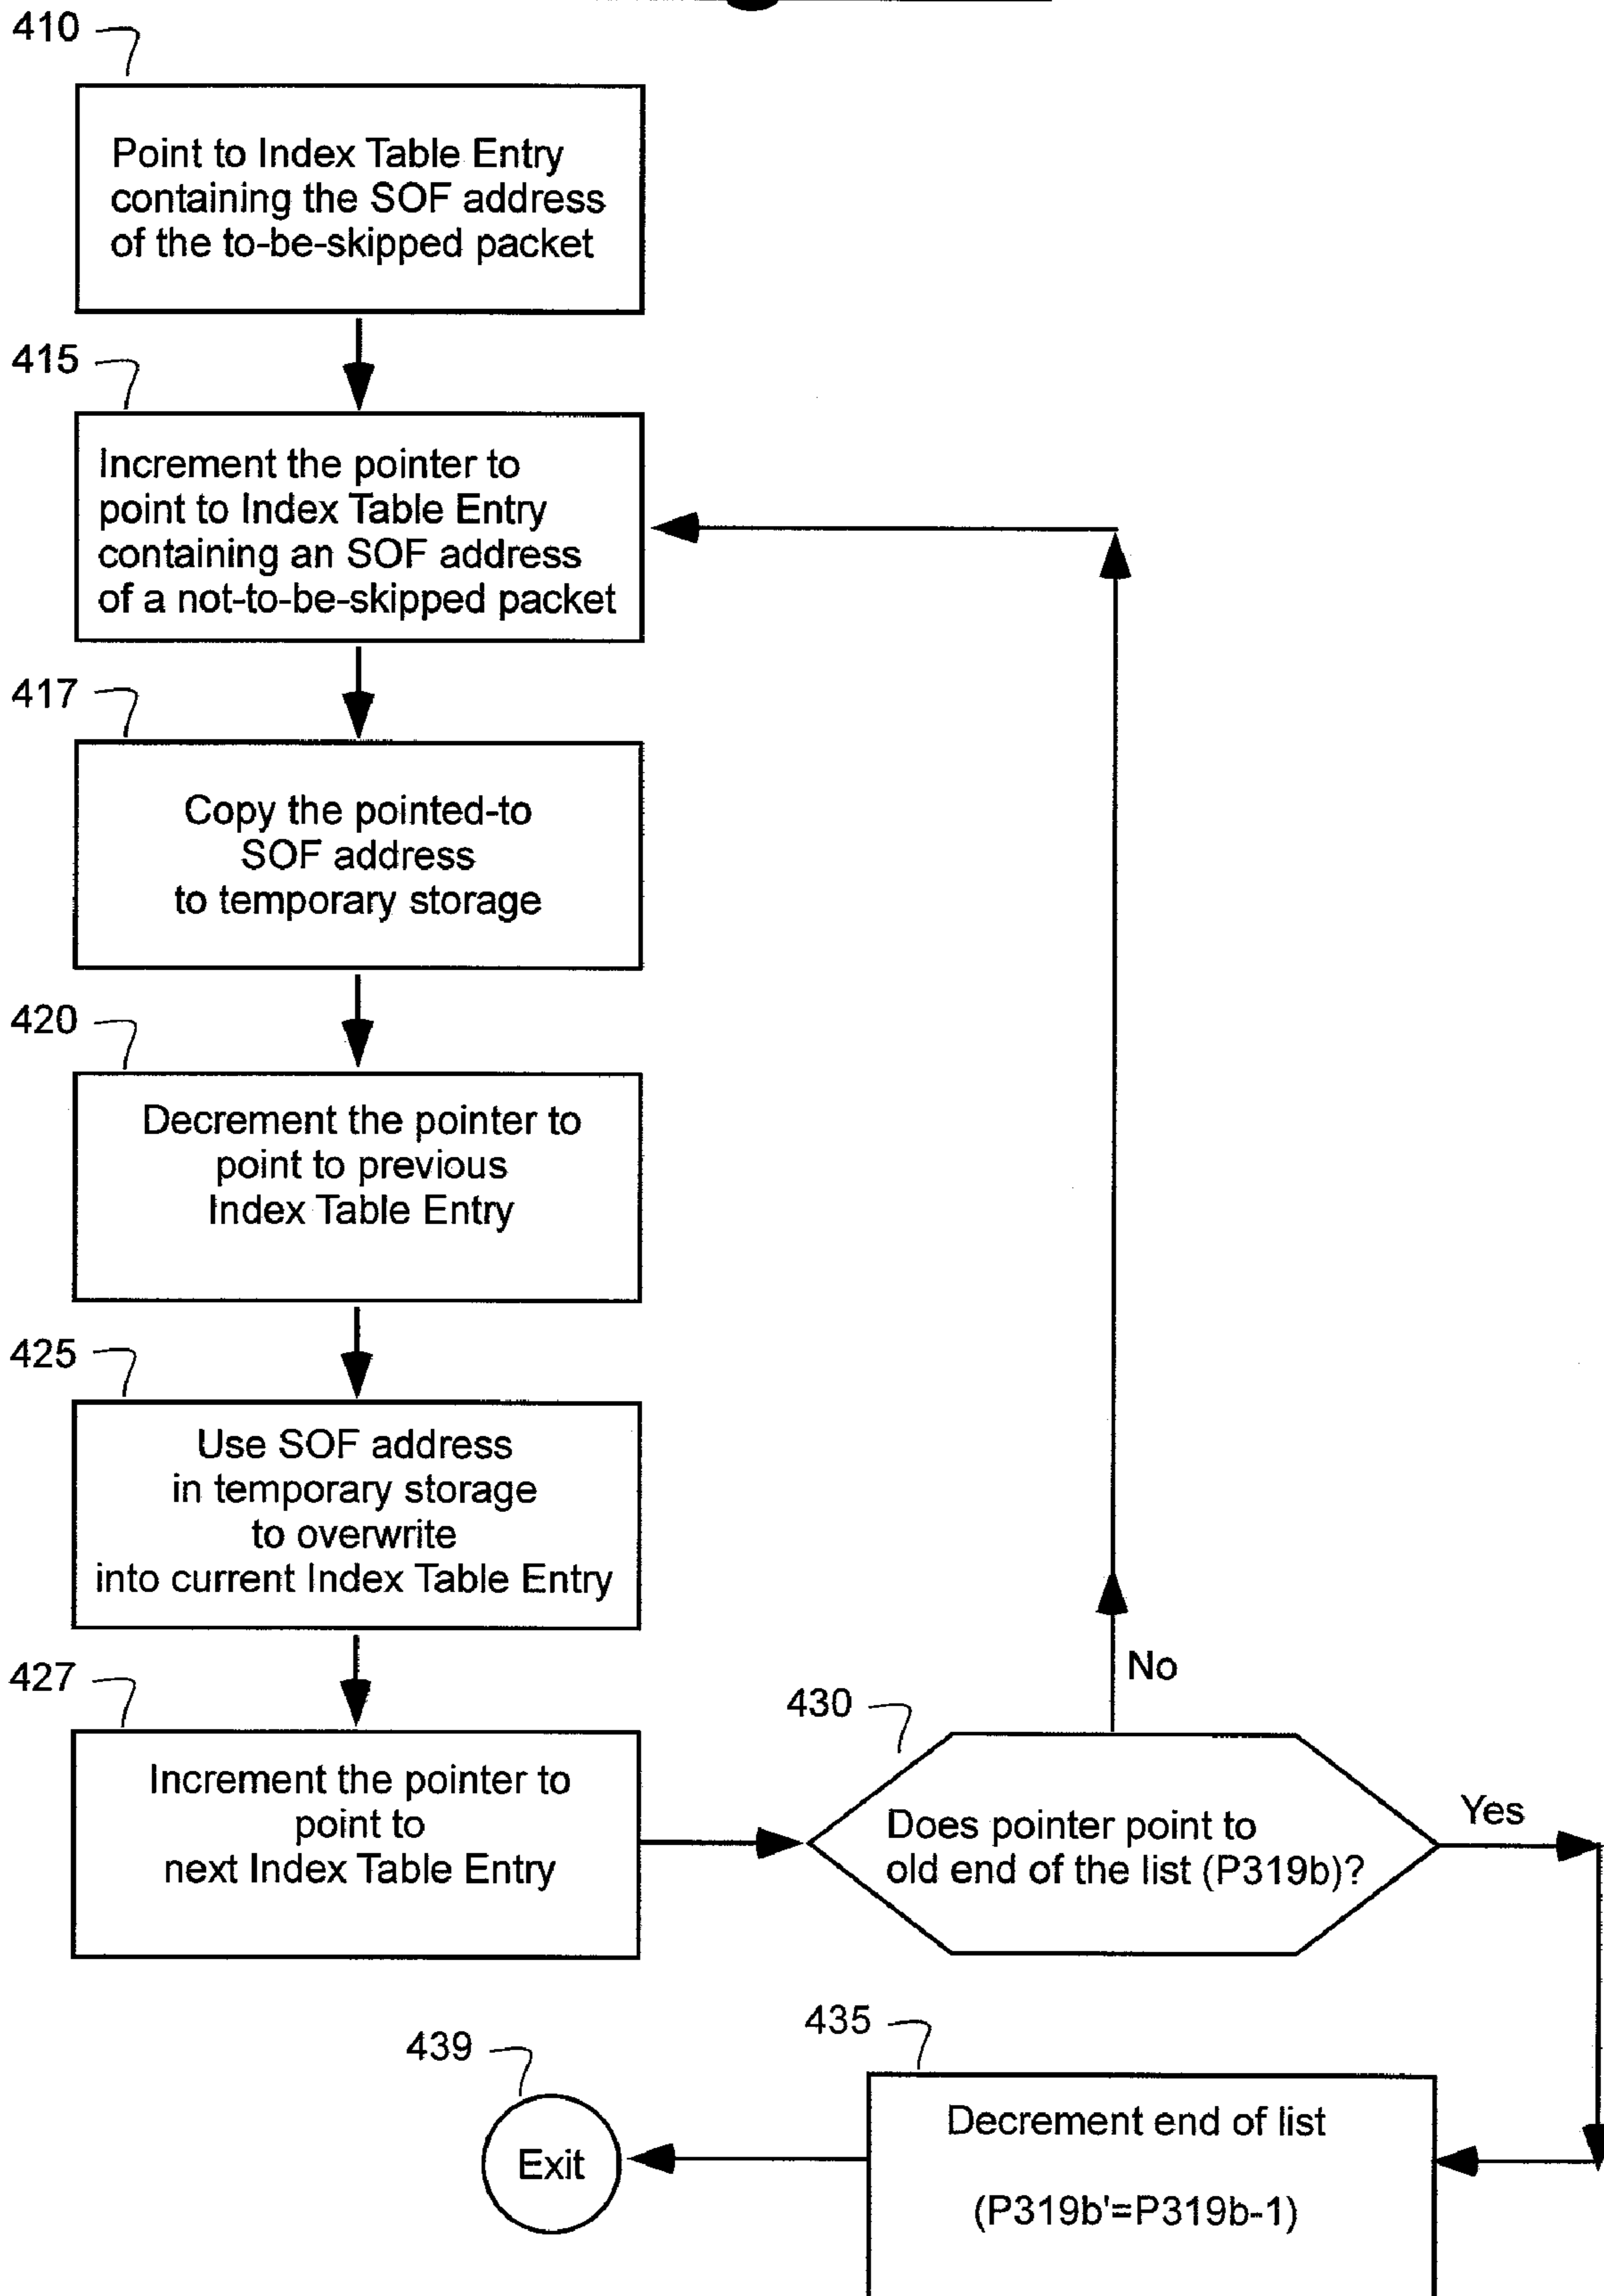 410
Point to Index Table Entry
containing the SOF address
of the to-be-skipped packet
415
Increment the pointer to
point to Index Table Entry
containing an SOF address
of a not-to-be-skipped packet
417
Copy the pointed-to
SOF address
to temporary storage
420
Decrement the pointer to
point to previous
Index Table Entry
425
Use SOF address
in temporary storage
to overwrite
into current Index Table Entry
427
Increment the pointer to
point to
next Index Table Entry
430
No
Does pointer point to
old end of the list (P319b)?
Yes
435
Decrement end of list
(P319b'=P319b-1)
439
Exit